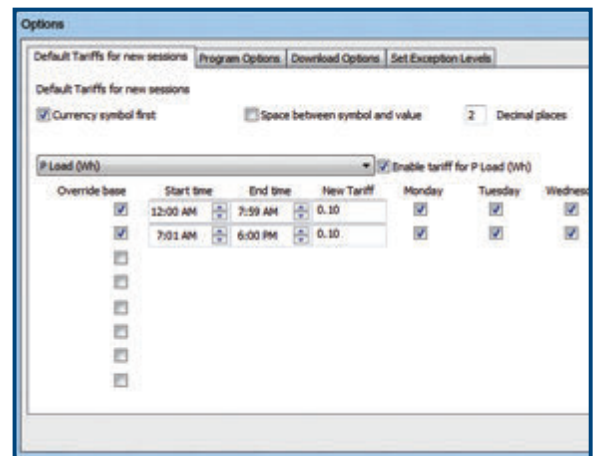 Options
Default Tariffs for new sessions Program Options Download Options Set Exception Levels
Default Tariffs for new sessions
Currency symbol first Space between symbol and value 2 Decimal places
P Load (Wh) Enable tariff for P Load (Wh)
Override base Start time End time New Tariff Monday Tuesday Wednesd
12:00 AM 7:59 AM 0.10
7:01 AM 6:00 PM 0.10